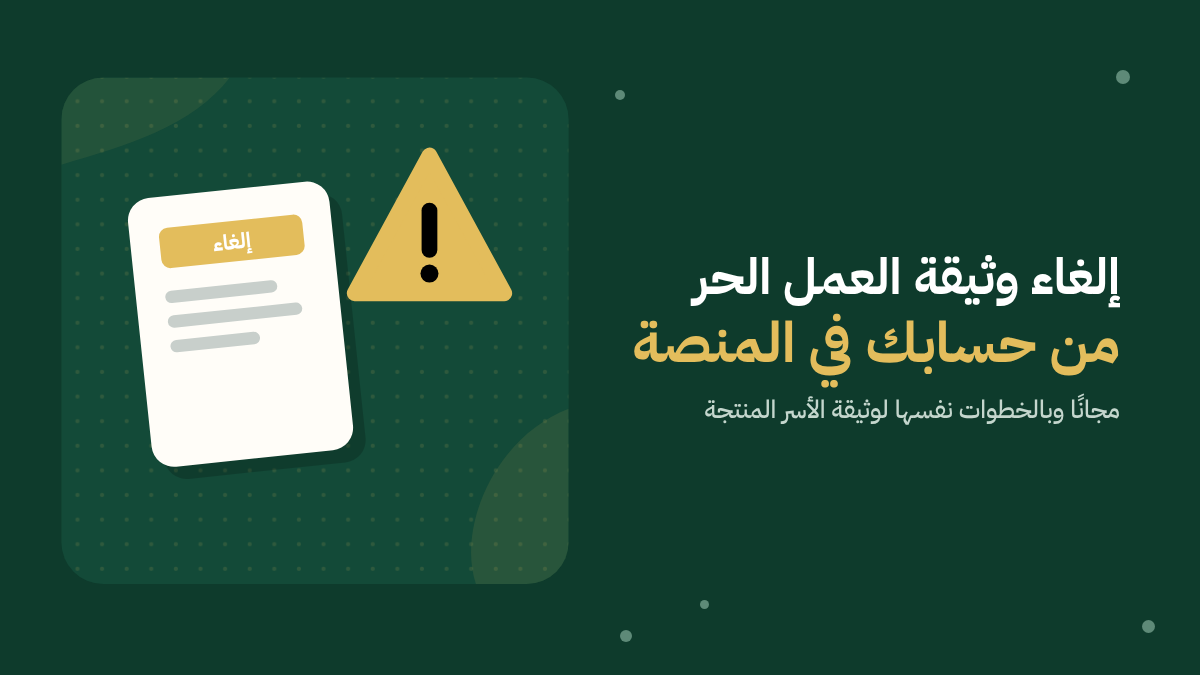 إلغاء وثيقة العمل الحر
من حسابك في المنصة
مجانًا وبالخطوات نفسها لوثيقة الأسر المنتجة
إلغاء